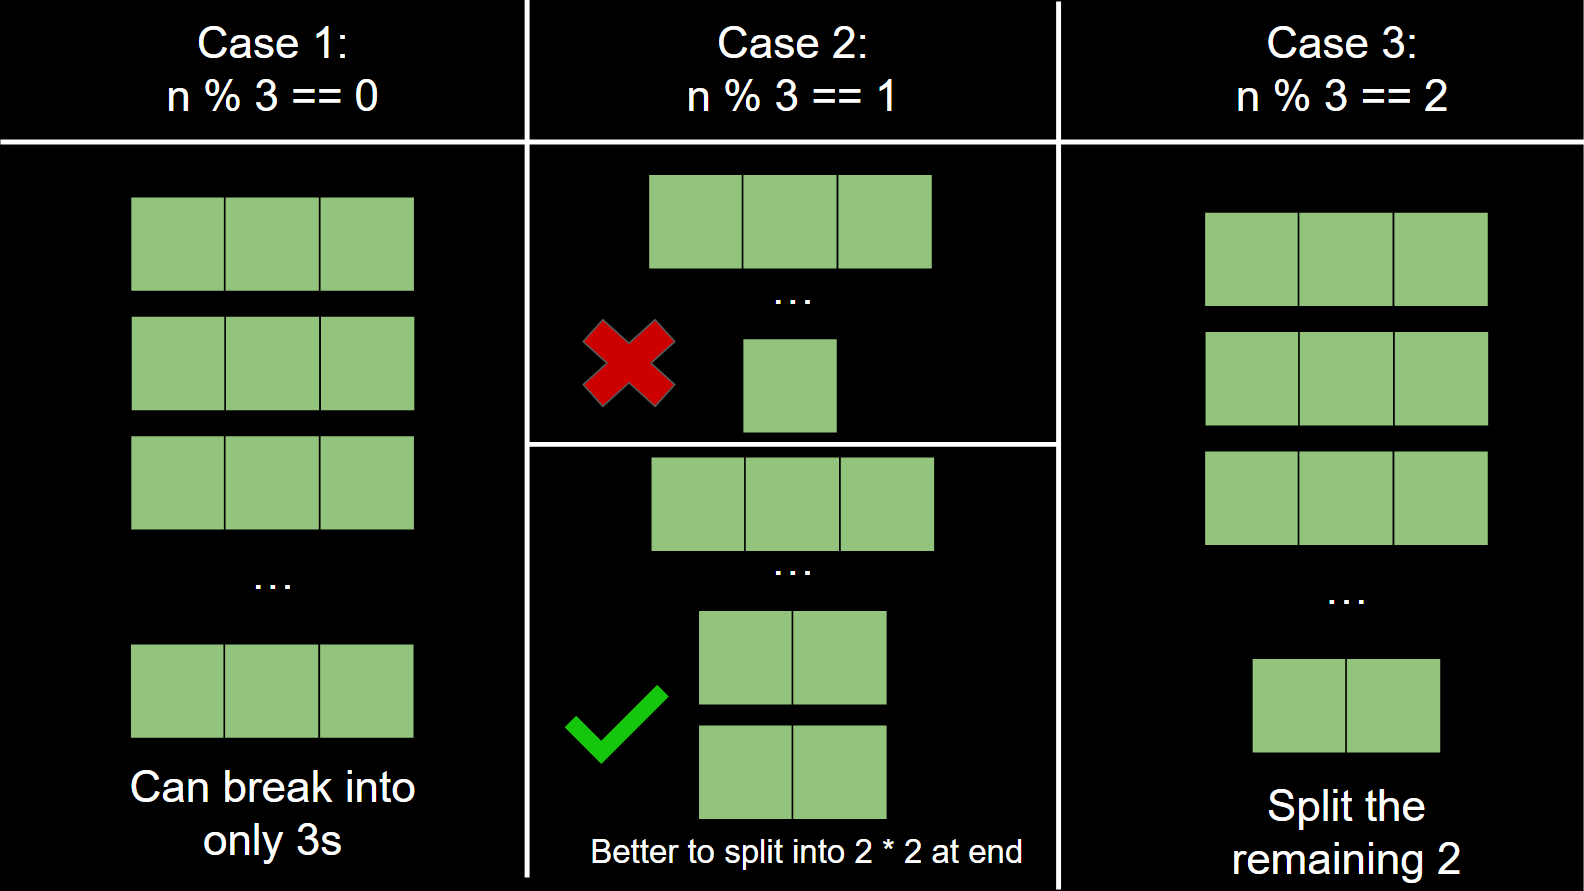 Case 1:
n % 3 == 0
Case 2:
n % 3 == 1
Case 3:
n % 3 == 2
...
Can break into
only 3s
...
...
Better to split into 2 * 2 at end
...
Split the
remaining 2